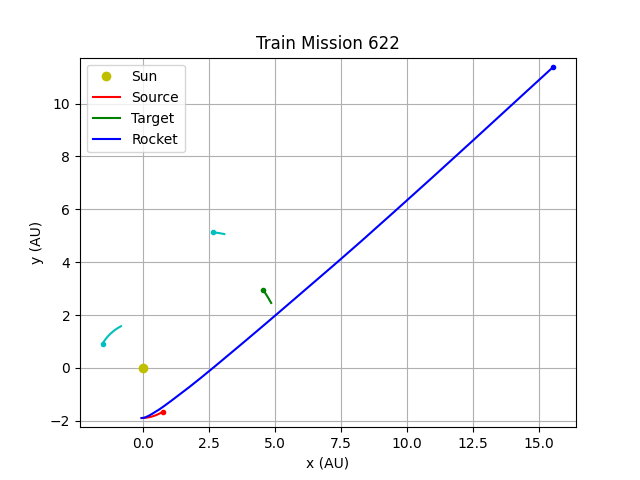 Train Mission 622
Sun
Source
Target
Rocket
y (AU)
10
8
6
4
2
0
−2
0.0 2.5 5.0 7.5 10.0 12.5 15.0
x (AU)